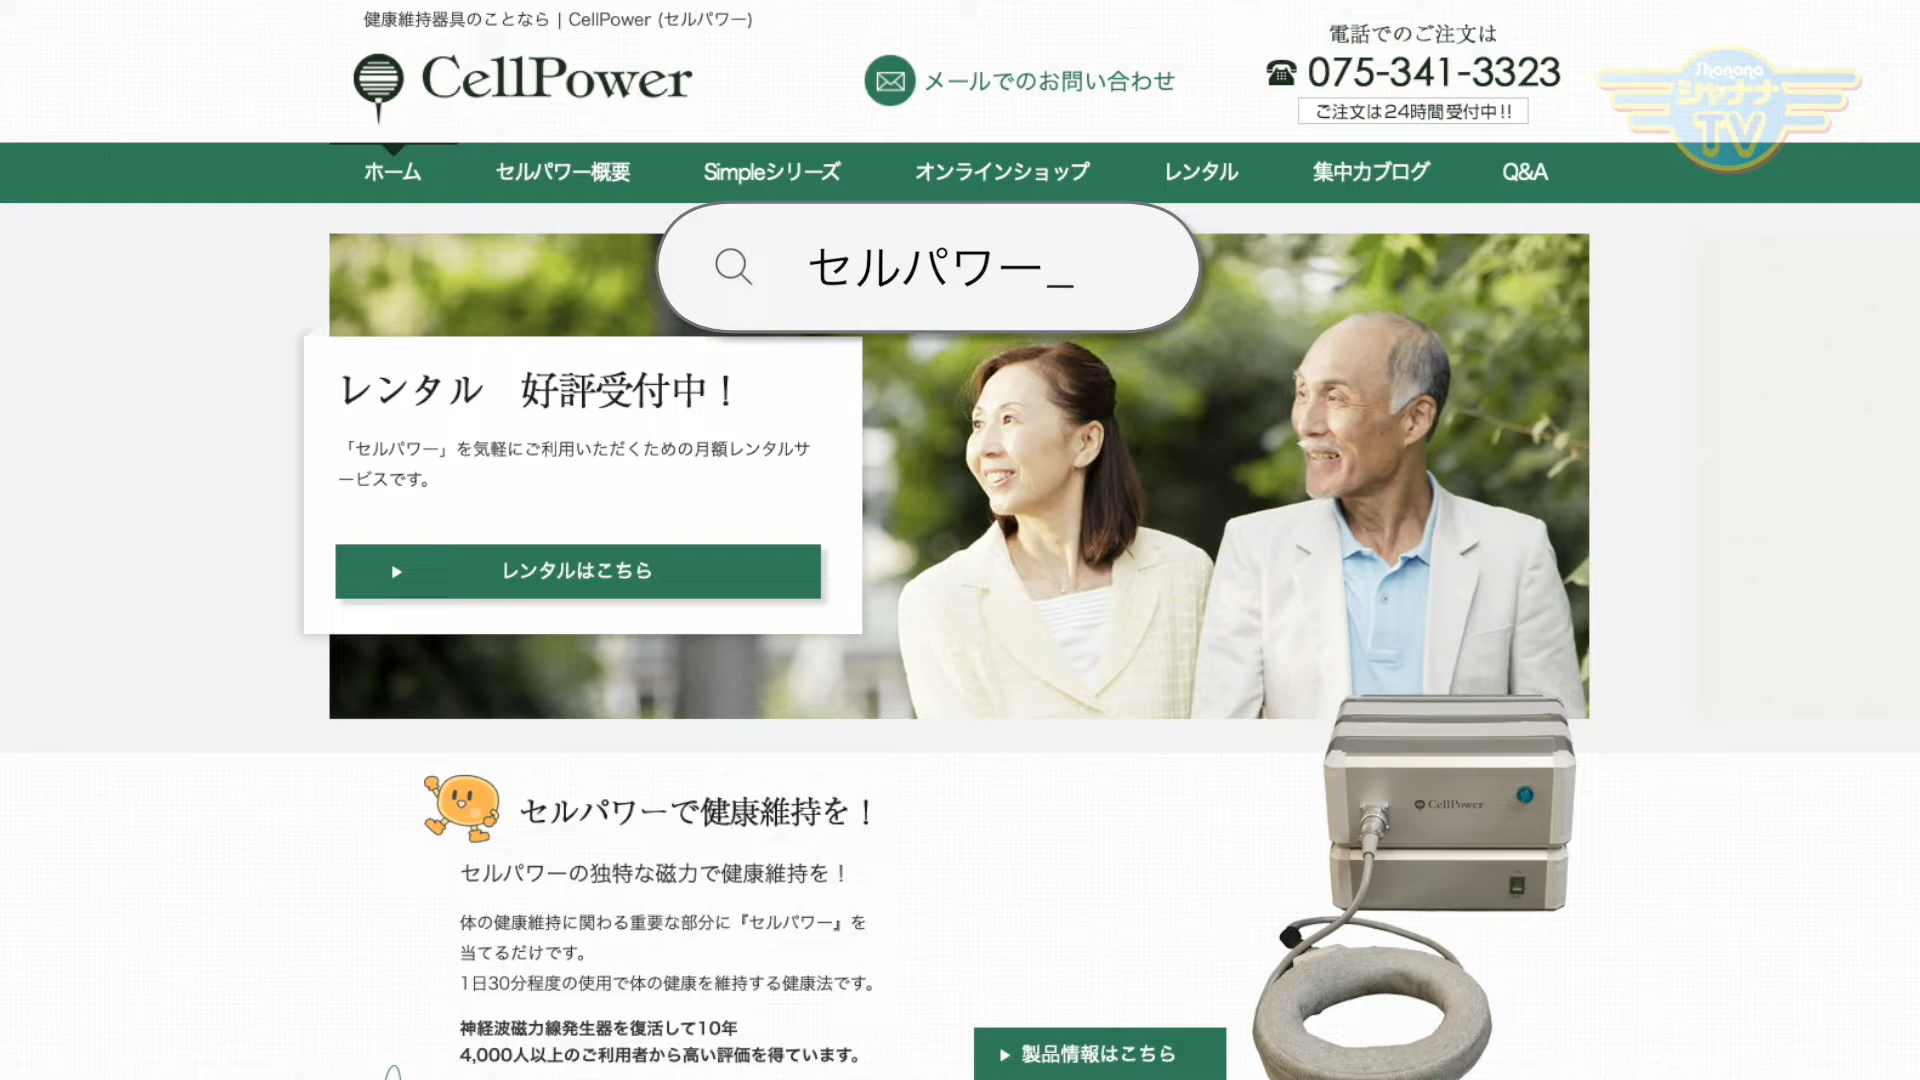 健康維持器具のことなら | CellPower (セルパワー)
CellPower
メールでのお問い合わせ
電話でのご注文は
075-341-3323
ご注文は24時間受付中!!
Shanana
シャナナ
TV
ホーム セルパワー概要 Simpleシリーズ オンラインショップ レンタル 集中力ブログ Q&A
セルパワー_
レンタル 好評受付中！
「セルパワー」を気軽にご利用いただくための月額レンタルサ
ービスです。
レンタルはこちら
セルパワーで健康維持を！
セルパワーの独特な磁力で健康維持を！
体の健康維持に関わる重要な部分に『セルパワー』を
当てるだけです。
1日30分程度の使用で体の健康を維持する健康法です。
神経波磁力線発生器を復活して10年
4,000人以上のご利用者から高い評価を得ています。
CellPower
製品情報はこちら